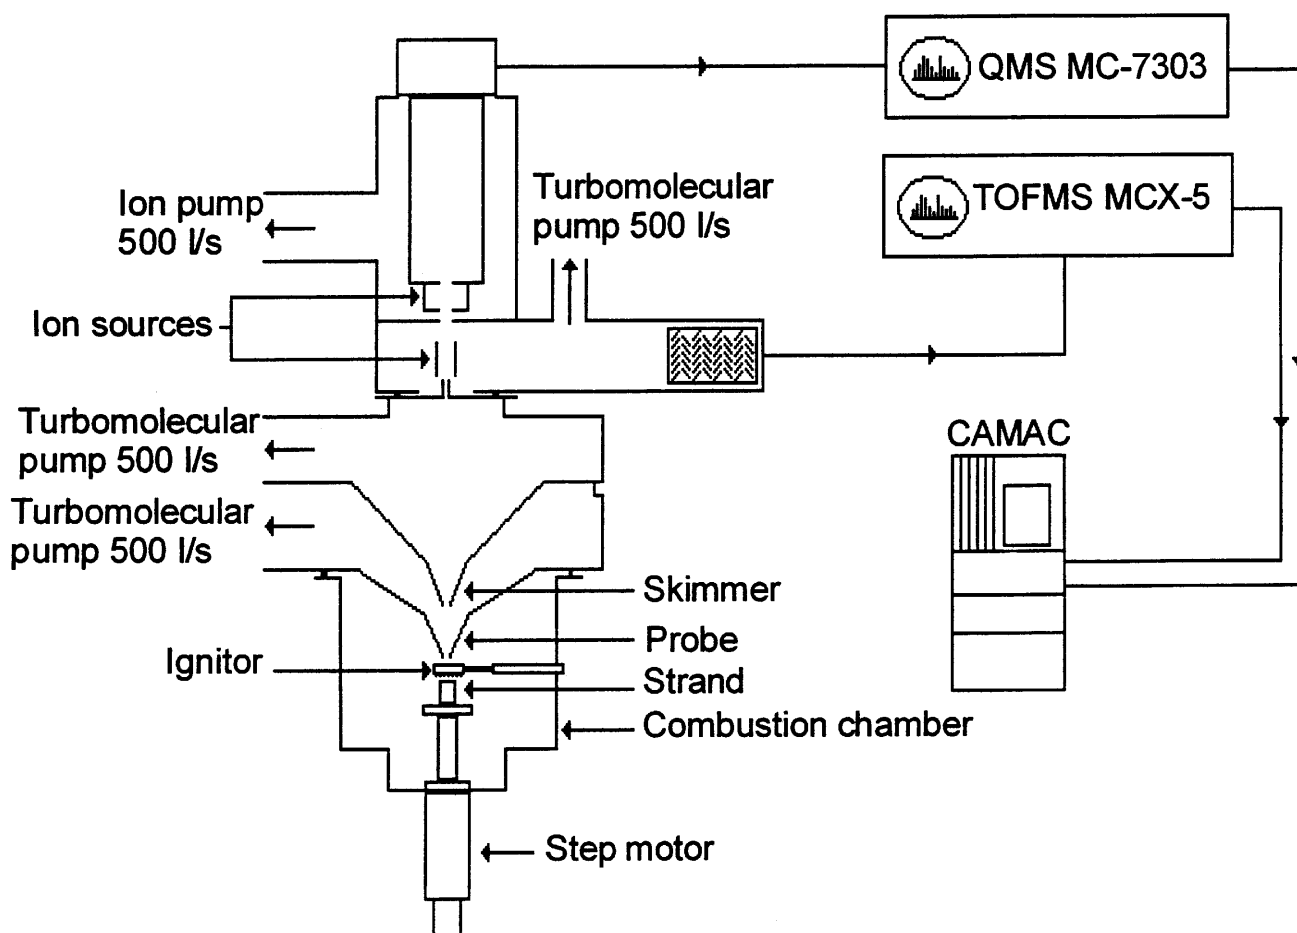 QMS MC-7303
TOFMS MCX-5
Ion pump
500 l/s
Turbomolecular
pump 500 l/s
Ion sources
Turbomolecular
pump 500 l/s
CAMAC
Turbomolecular
pump 500 l/s
Skimmer
Probe
Ignitor
Strand
Combustion chamber
Step motor